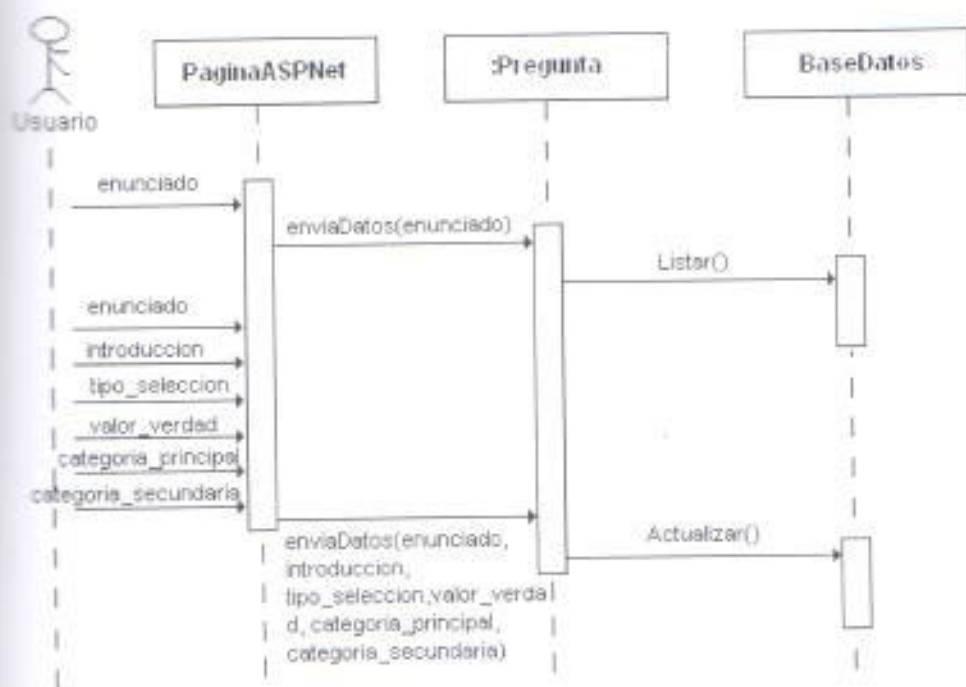 PaginaASPNet
:Pregunta
BaseDatos
Usuario
enunciado
enviaDatos(enunciado)
Listar()
enunciado
introduccion
tipo_seleccion
valor_verdad
categoria_principal
categoria_secundaria
enviaDatos(enunciado,
introduccion,
tipo_seleccion,valor_verda
d, categoria_principal,
categoria_secundaria)
Actualizar()